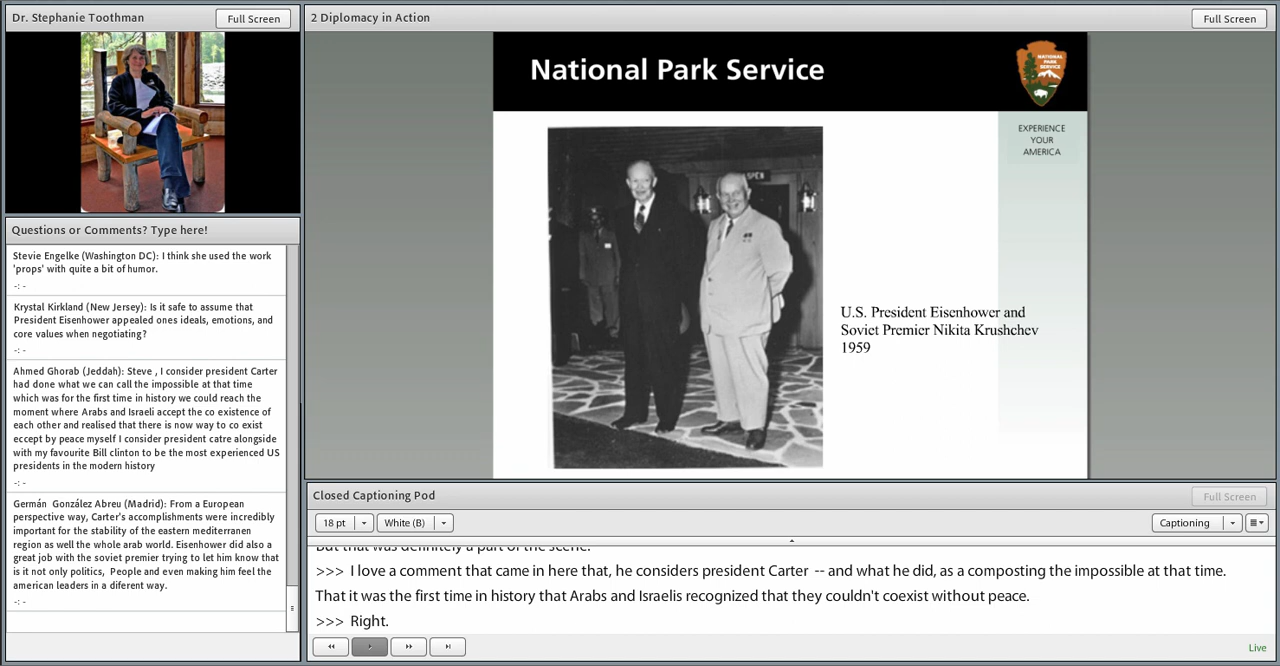 Dr. Stephanie Toothman
Full Screen
Questions or Comments? Type here!
Stevie Engelke (Washington DC): I think she used the work
'props' with quite a bit of humor.
-: -
Krystal Kirkland (New Jersey): Is it safe to assume that
President Eisenhower appealed ones ideals, emotions, and
core values when negotiating?
-: -
Ahmed Ghorab (Jeddah): Steve , I consider president Carter
had done what we can call the impossible at that time
which was for the first time in history we could reach the
moment where Arabs and Israeli accept the co existence of
each other and realised that there is now way to co exist
eccept by peace myself I consider president catre alongside
with my favourite Bill clinton to be the most experienced US
presidents in the modern history
-: -
Germán González Abreu (Madrid): From a European
perspective way, Carter's accomplishments were incredibly
important for the stability of the eastern mediterranen
region as well the whole arab world. Eisenhower did also a
great job with the soviet premier trying to let him know that
is it not only politics, People and even making him feel the
american leaders in a diferent way.
-: -
2 Diplomacy in Action
Full Screen
National Park Service
NATIONAL
PARK
SERVICE
EXPERIENCE
YOUR
AMERICA
OPEN
U.S. President Eisenhower and
Soviet Premier Nikita Krushchev
1959
Closed Captioning Pod
Full Screen
18 pt
White (B)
Captioning
But that was definitely a part of the scene.
>>> I love a comment that came in here that, he considers president Carter -- and what he did, as a composting the impossible at that time.
That it was the first time in history that Arabs and Israelis recognized that they couldn't coexist without peace.
>>> Right.
Live